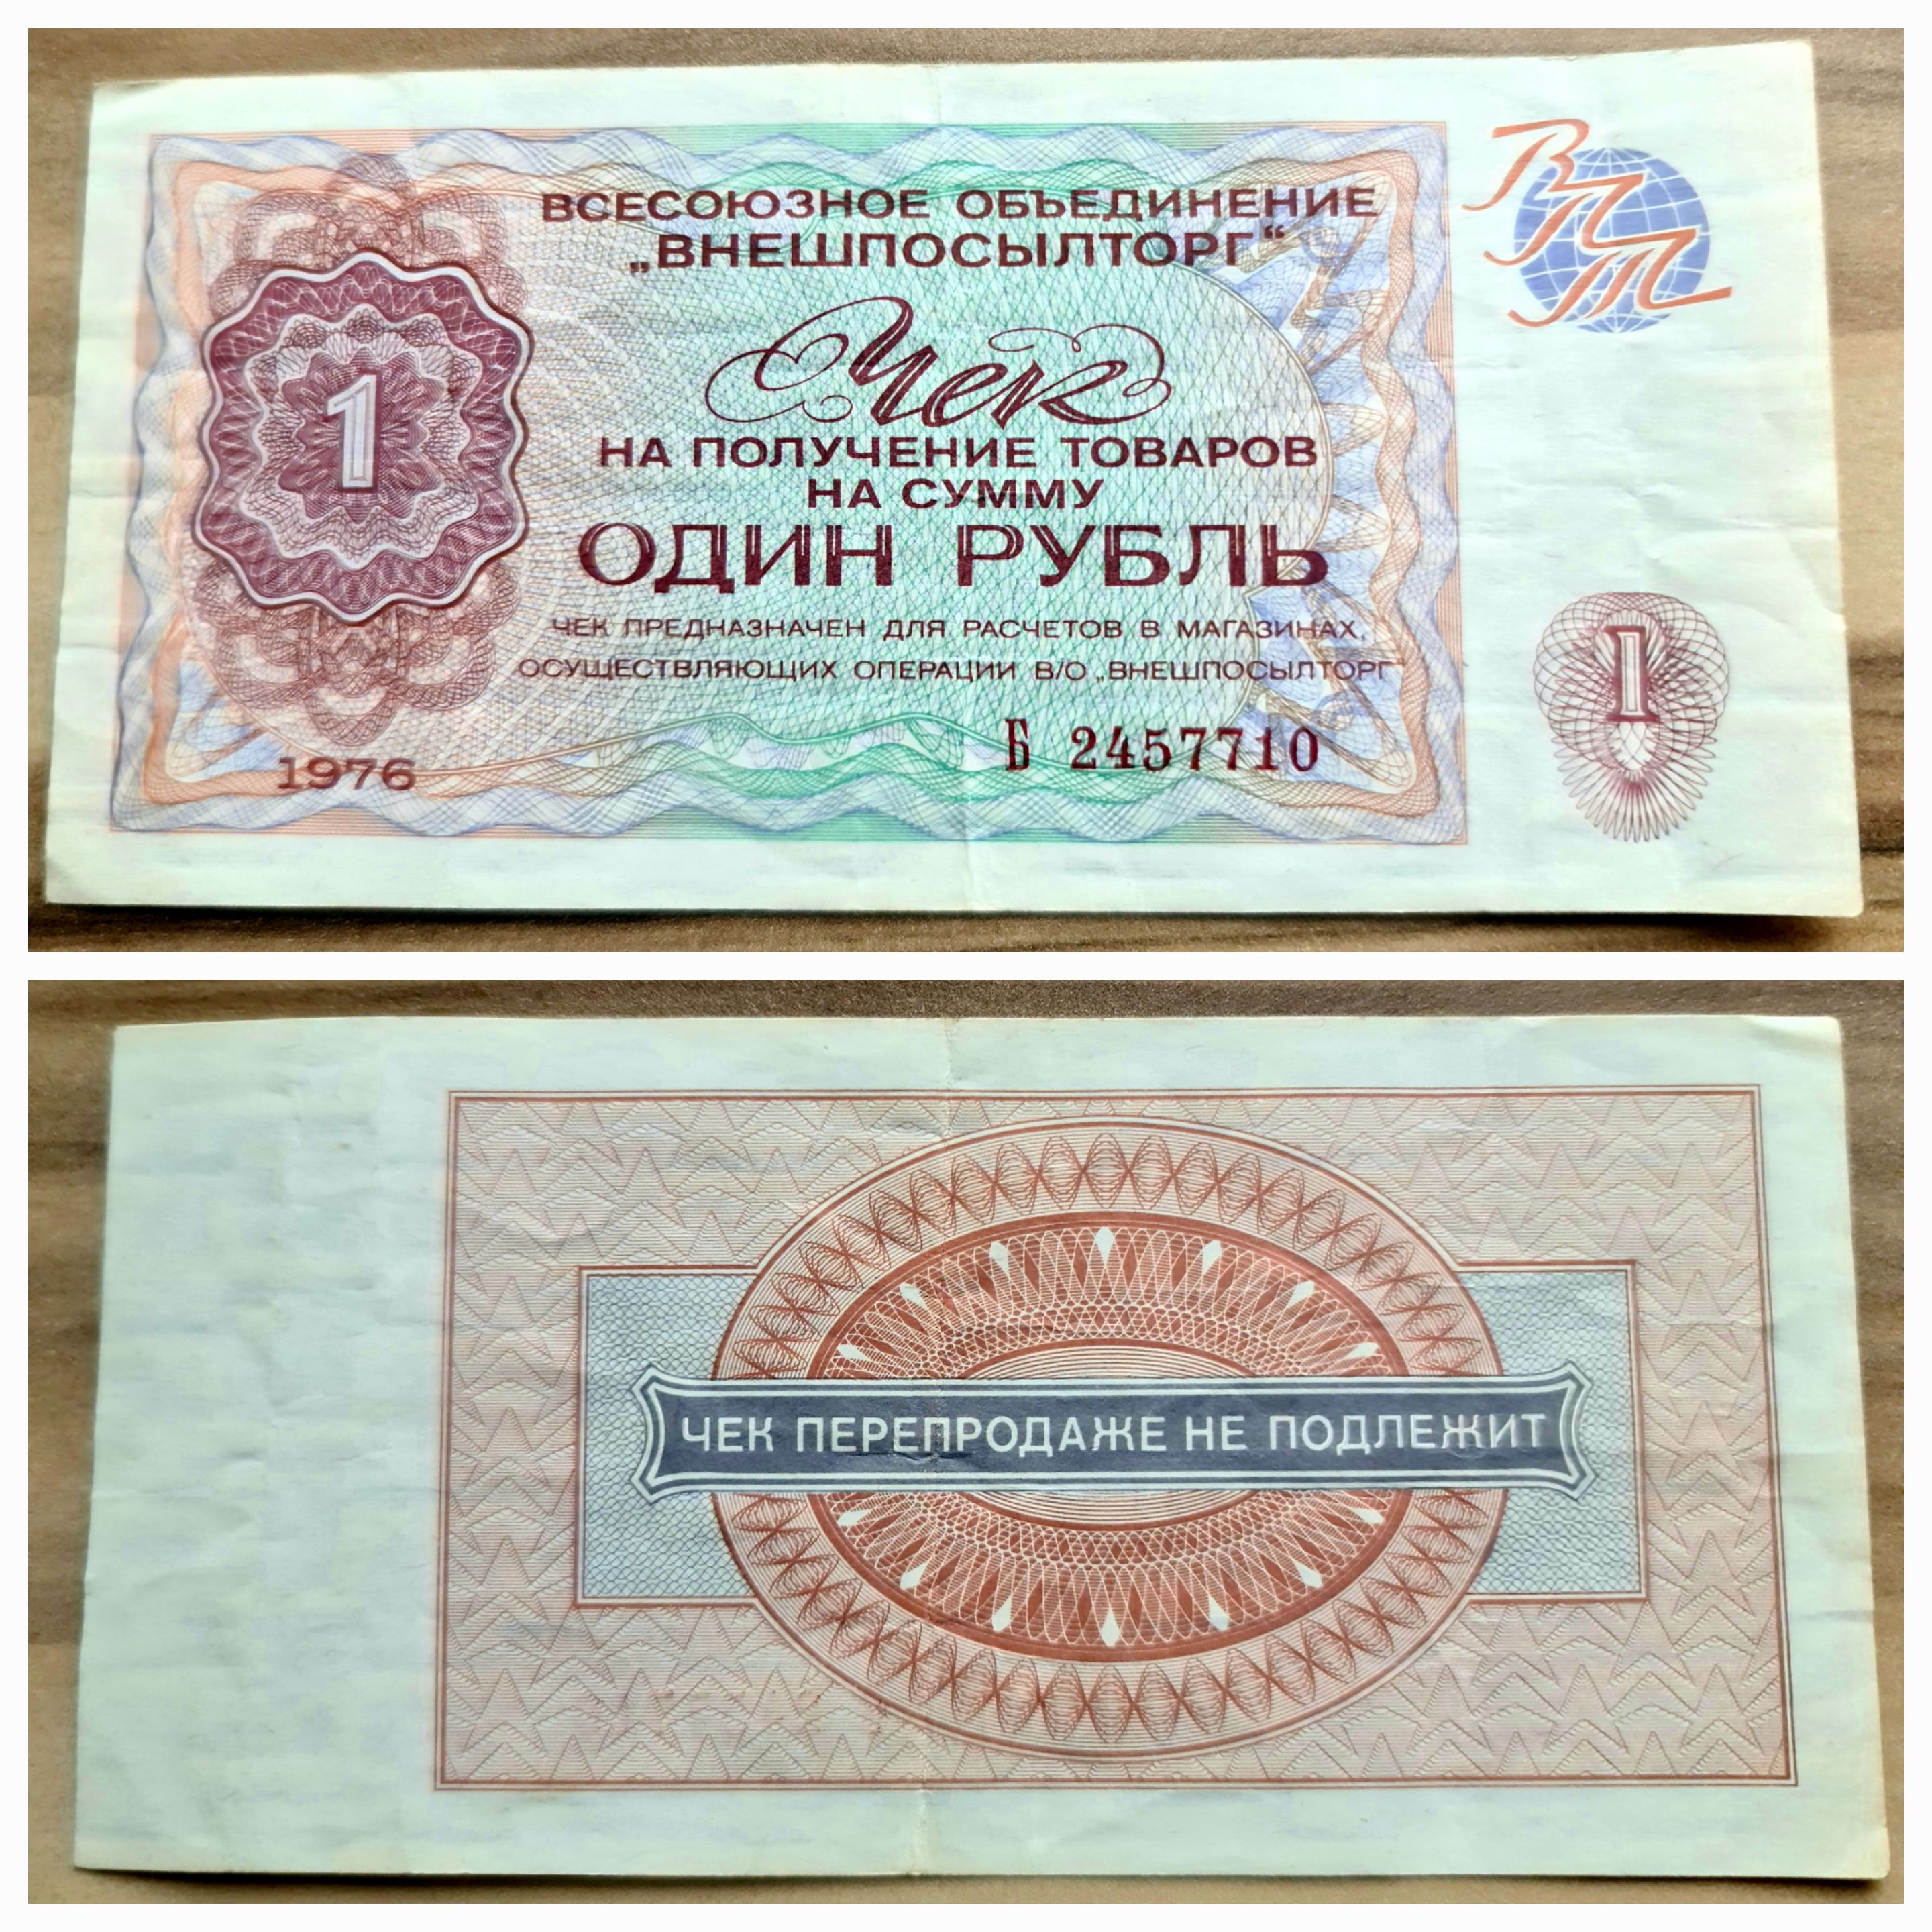 ВСЕСОЮЗНОЕ ОБЪЕДИНЕНИЕ
„ВНЕШПОСЫЛТОРГ“
ВПТ
Чек
1
НА ПОЛУЧЕНИЕ ТОВАРОВ
НА СУММУ
ОДИН РУБЛЬ
ЧЕК ПРЕДНАЗНАЧЕН ДЛЯ РАСЧЕТОВ В МАГАЗИНАХ,
ОСУЩЕСТВЛЯЮЩИХ ОПЕРАЦИИ В/О „ВНЕШПОСЫЛТОРГ“
1
Б 2457710
1976
ЧЕК ПЕРЕПРОДАЖЕ НЕ ПОДЛЕЖИТ